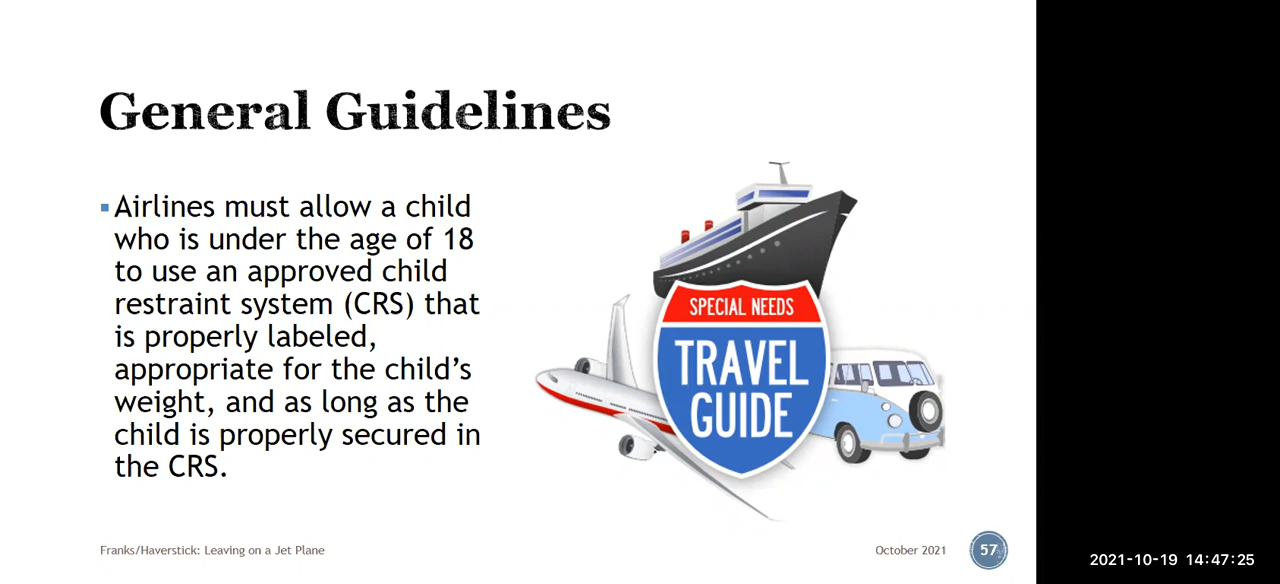 General Guidelines
Airlines must allow a child
who is under the age of 18
to use an approved child
restraint system (CRS) that
is properly labeled,
appropriate for the child’s
weight, and as long as the
child is properly secured in
the CRS.
SPECIAL NEEDS
TRAVEL
GUIDE
Franks/Haverstick: Leaving on a Jet Plane
October 2021
57
2021-10-19 14:47:25